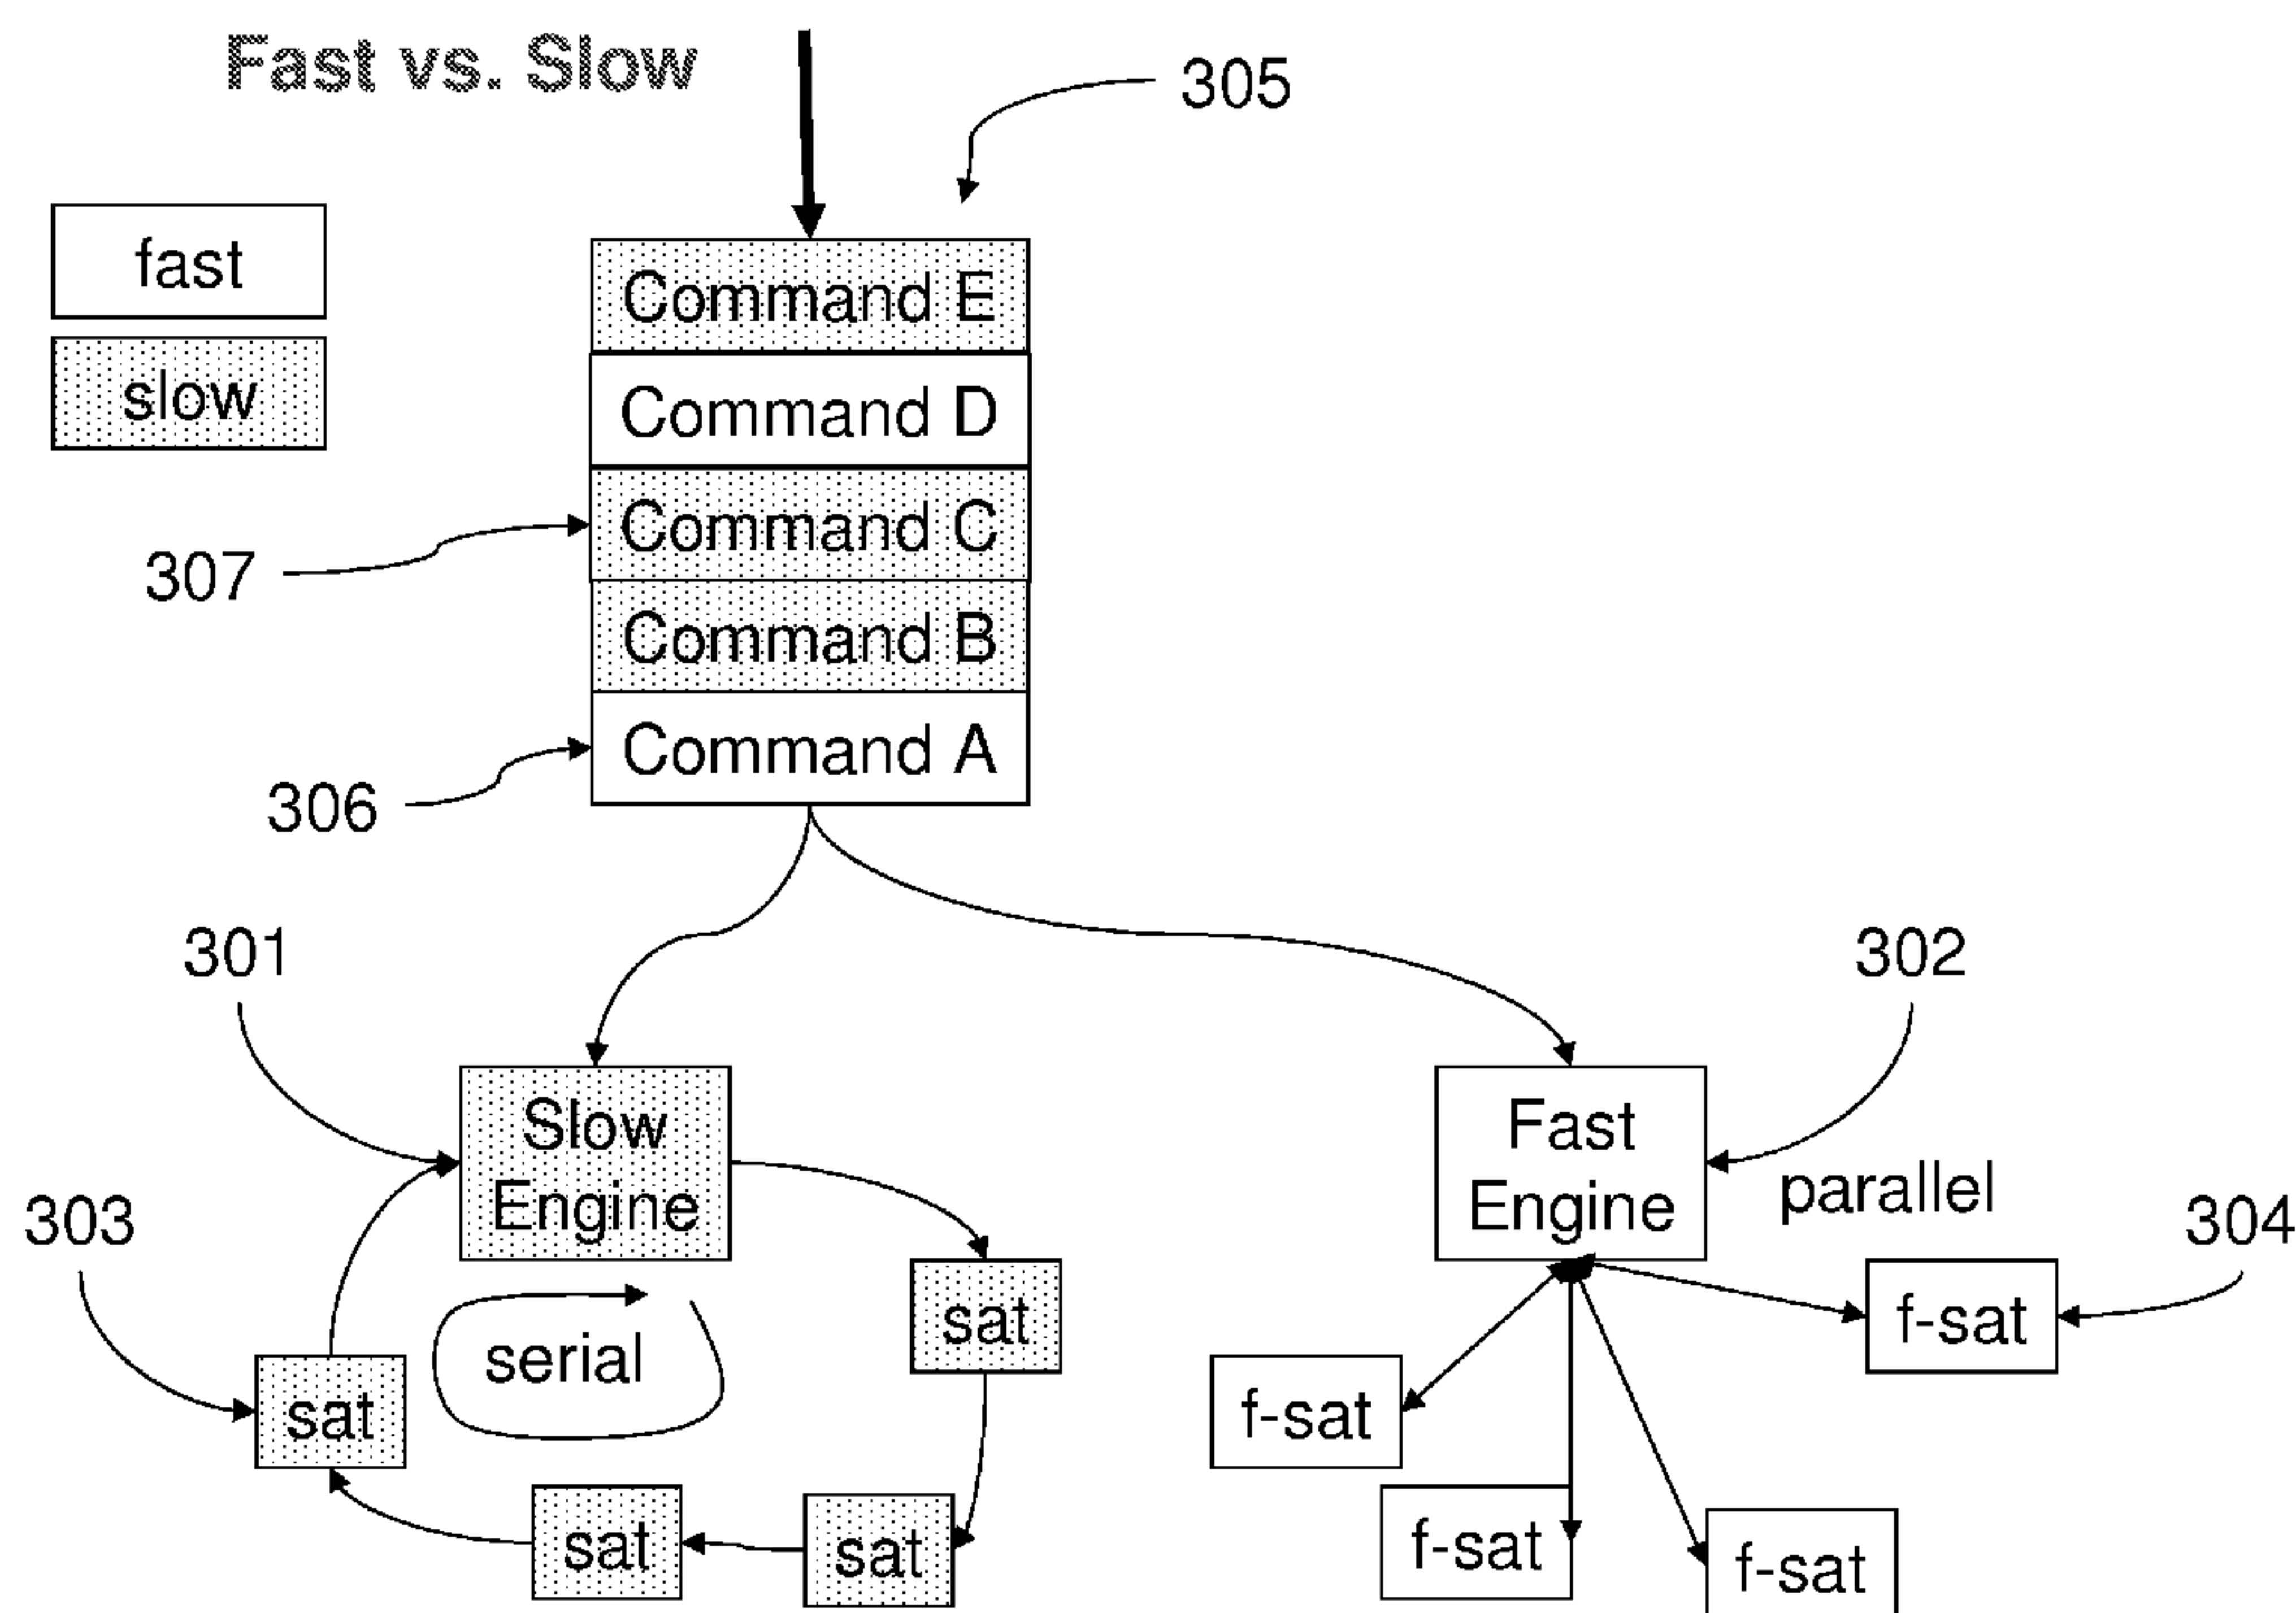 Fast vs. Slow
305
fast
slow
Command E
Command D
Command C
307
Command B
Command A
306
301
302
Slow
Engine
Fast
Engine
parallel
303
304
sat
f-sat
serial
sat
f-sat
sat
sat
f-sat
f-sat